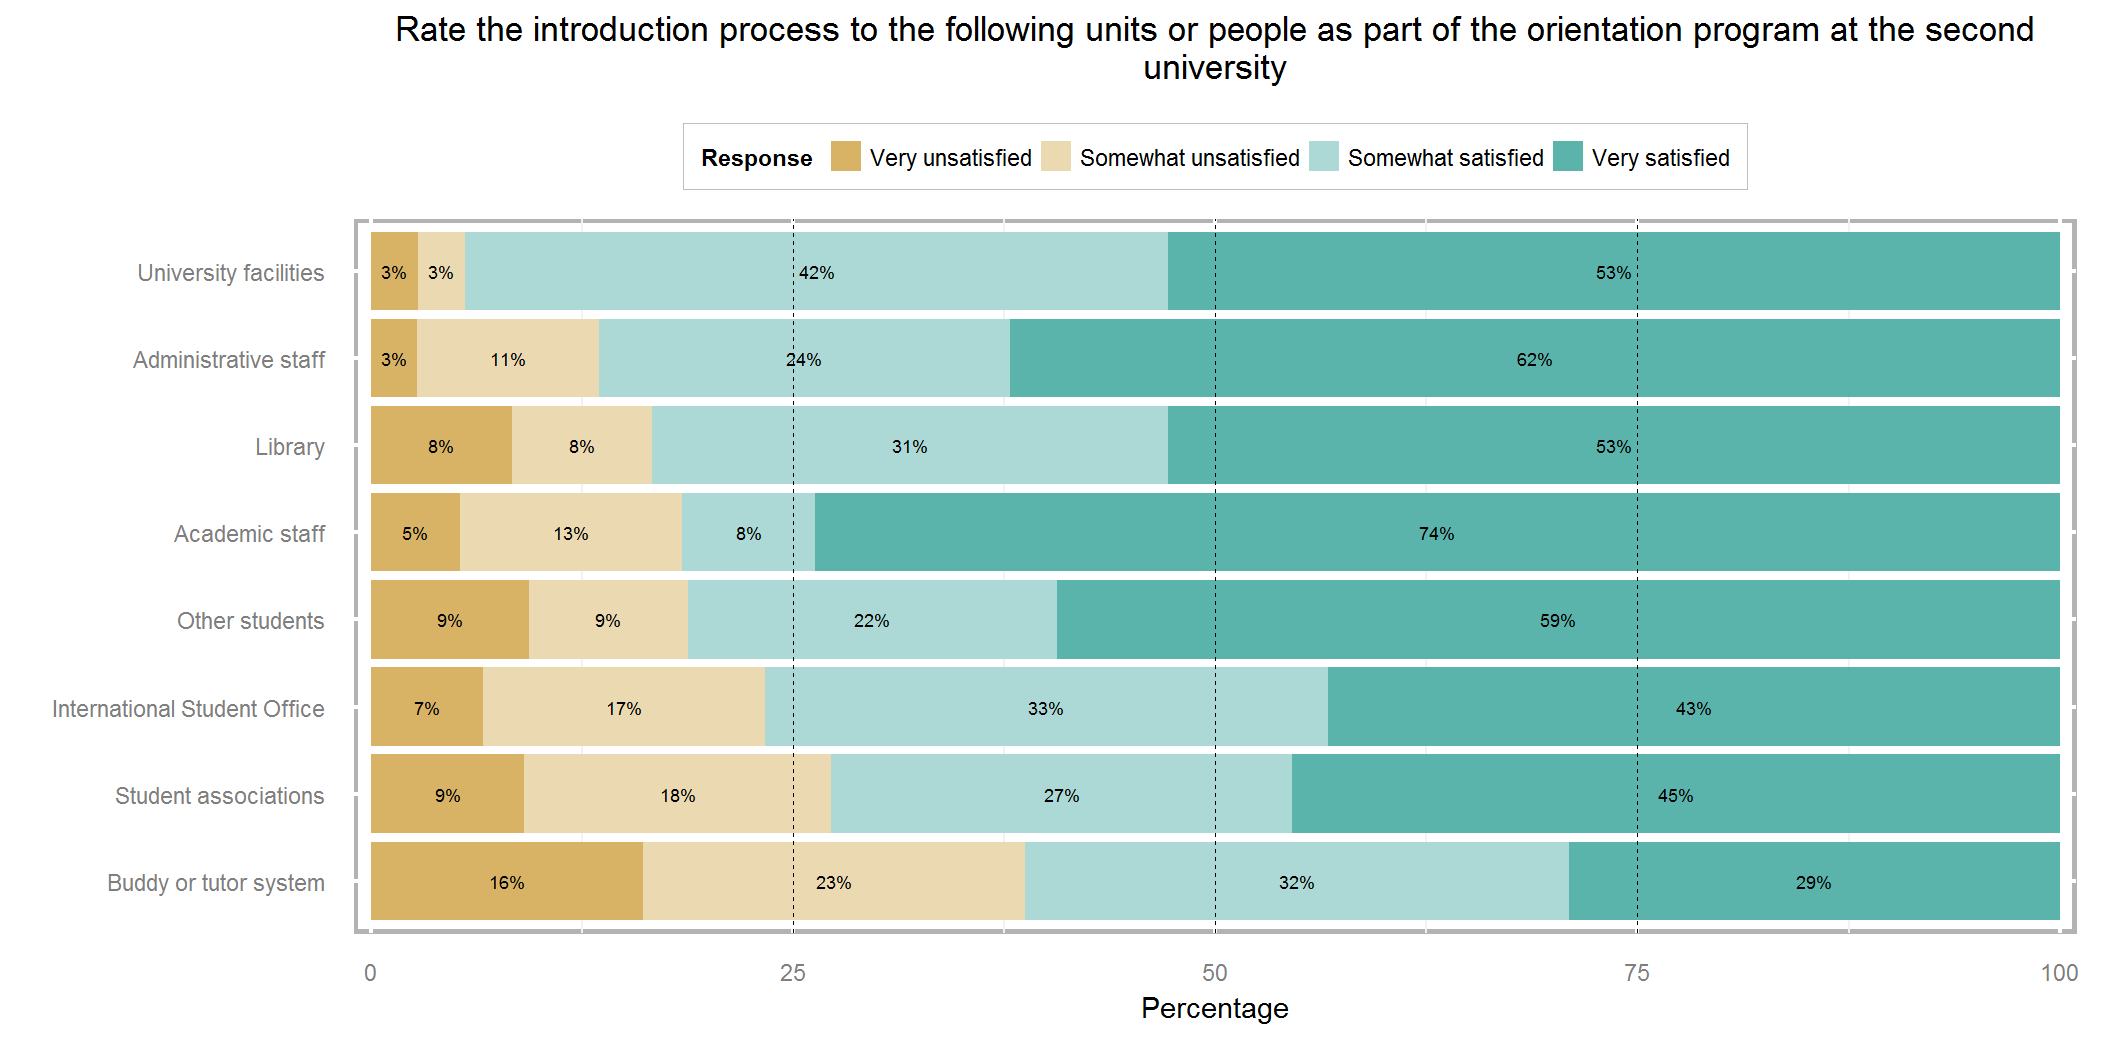 Rate the introduction process to the following units or people as part of the orientation program at the second
university
Response Very unsatisfied Somewhat unsatisfied Somewhat satisfied Very satisfied
University facilities 3% 3% 42% 53%
Administrative staff 3% 11% 24% 62%
Library 8% 8% 31% 53%
Academic staff 5% 13% 8% 74%
Other students 9% 9% 22% 59%
International Student Office 7% 17% 33% 43%
Student associations 9% 18% 27% 45%
Buddy or tutor system 16% 23% 32% 29%
0 25 50 75 100
Percentage